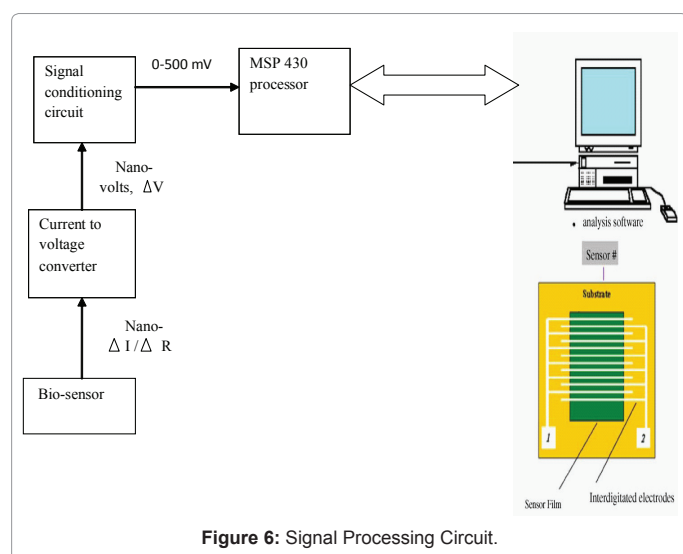 Signal
conditioning
circuit
0-500 mV
MSP 430
processor
Nano-
volts, ΔV
Current to
voltage
converter
Nano-
Δ I / Δ R
Bio-sensor
analysis software
Sensor #
Substrate
1
2
Sensor Film
Interdigitated electrodes
Figure 6: Signal Processing Circuit.